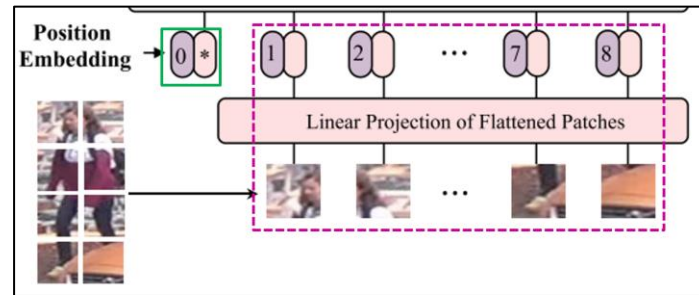 Position
Embedding
0 * 1 2 ... 7 8
Linear Projection of Flattened Patches
...